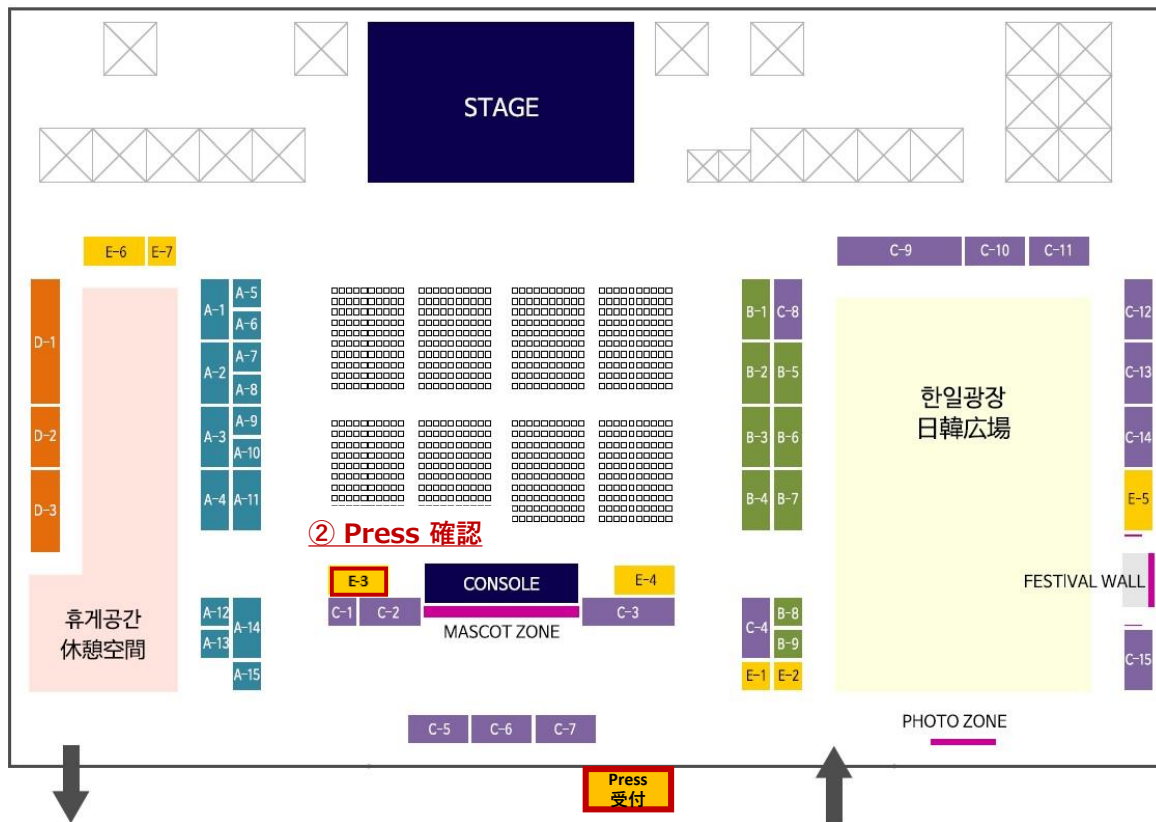 STAGE
E-6
E-7
C-9
C-10
C-11
D-1
D-2
D-3
A-1
A-2
A-3
A-4
A-5
A-6
A-7
A-8
A-9
A-10
A-11
B-1
C-8
B-2
B-5
B-3
B-6
B-4
B-7
한일광장
日韓広場
C-12
C-13
C-14
E-5
② Press 確認
E-3
CONSOLE
E-4
C-1
C-2
MASCOT ZONE
C-3
휴게공간
休憩空間
A-12
A-13
A-14
A-15
C-4
B-8
B-9
E-1
E-2
FESTIVAL WALL
C-15
C-5
C-6
C-7
PHOTO ZONE
Press
受付